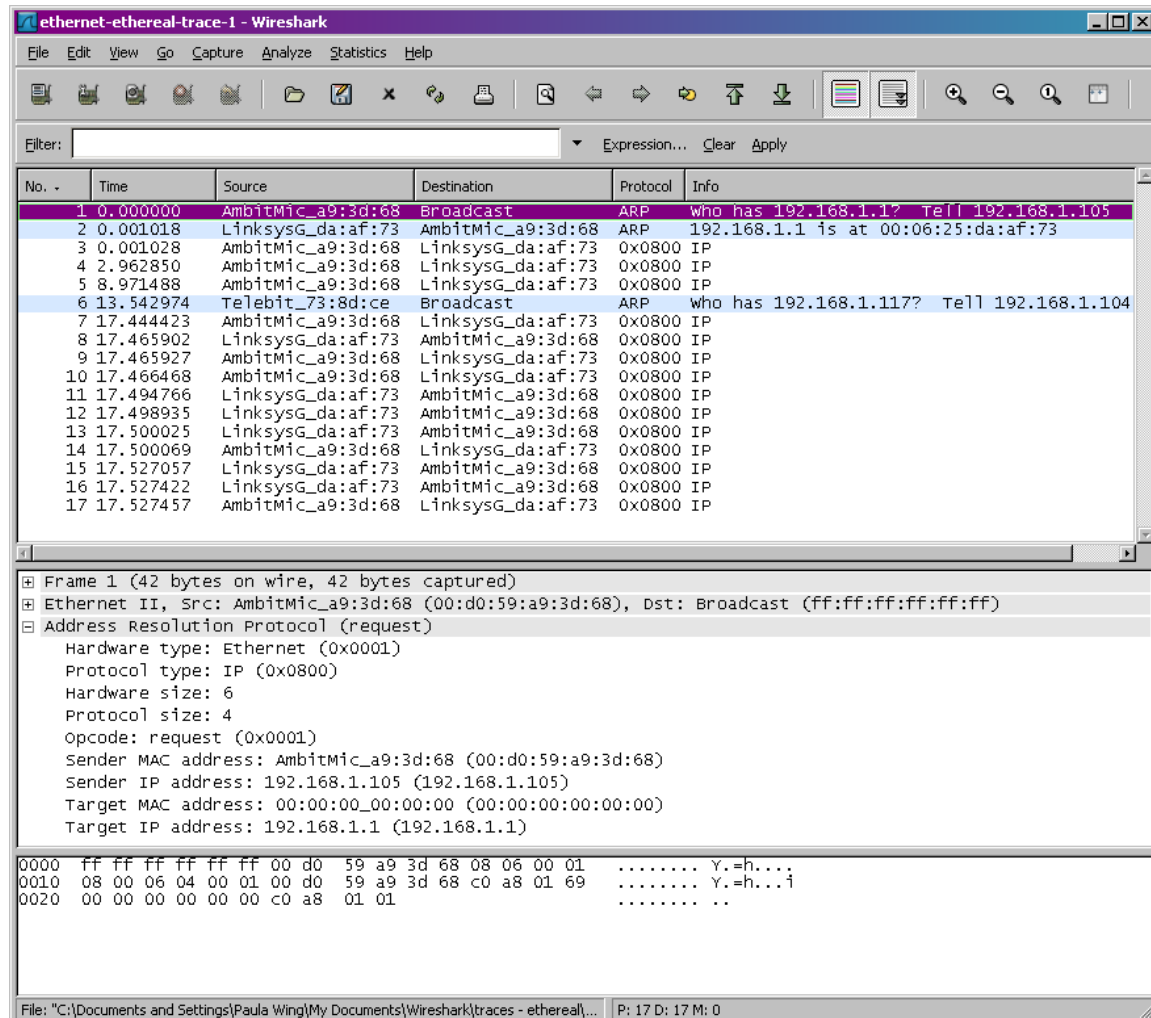 ethernet-ethereal-trace-1 - Wireshark
File Edit View Go Capture Analyze Statistics Help
Filter: Expression... Clear Apply
No. - Time Source Destination Protocol Info
1 0.000000 AmbitMic_a9:3d:68 Broadcast ARP Who has 192.168.1.1? Tell 192.168.1.105
2 0.001018 LinksysG_da:af:73 AmbitMic_a9:3d:68 ARP 192.168.1.1 is at 00:06:25:da:af:73
3 0.001028 AmbitMic_a9:3d:68 LinksysG_da:af:73 0x0800 IP
4 2.962850 AmbitMic_a9:3d:68 LinksysG_da:af:73 0x0800 IP
5 8.971488 AmbitMic_a9:3d:68 LinksysG_da:af:73 0x0800 IP
6 13.542974 Telebit_73:8d:ce Broadcast ARP Who has 192.168.1.117? Tell 192.168.1.104
7 17.444423 AmbitMic_a9:3d:68 LinksysG_da:af:73 0x0800 IP
8 17.465902 LinksysG_da:af:73 AmbitMic_a9:3d:68 0x0800 IP
9 17.465927 AmbitMic_a9:3d:68 LinksysG_da:af:73 0x0800 IP
10 17.466468 AmbitMic_a9:3d:68 LinksysG_da:af:73 0x0800 IP
11 17.494766 LinksysG_da:af:73 AmbitMic_a9:3d:68 0x0800 IP
12 17.498935 LinksysG_da:af:73 AmbitMic_a9:3d:68 0x0800 IP
13 17.500025 LinksysG_da:af:73 AmbitMic_a9:3d:68 0x0800 IP
14 17.500069 AmbitMic_a9:3d:68 LinksysG_da:af:73 0x0800 IP
15 17.527057 LinksysG_da:af:73 AmbitMic_a9:3d:68 0x0800 IP
16 17.527422 LinksysG_da:af:73 AmbitMic_a9:3d:68 0x0800 IP
17 17.527457 AmbitMic_a9:3d:68 LinksysG_da:af:73 0x0800 IP
Frame 1 (42 bytes on wire, 42 bytes captured)
Ethernet II, Src: AmbitMic_a9:3d:68 (00:d0:59:a9:3d:68), Dst: Broadcast (ff:ff:ff:ff:ff:ff)
Address Resolution Protocol (request)
Hardware type: Ethernet (0x0001)
Protocol type: IP (0x0800)
Hardware size: 6
Protocol size: 4
Opcode: request (0x0001)
Sender MAC address: AmbitMic_a9:3d:68 (00:d0:59:a9:3d:68)
Sender IP address: 192.168.1.105 (192.168.1.105)
Target MAC address: 00:00:00_00:00:00 (00:00:00:00:00:00)
Target IP address: 192.168.1.1 (192.168.1.1)
0000 ff ff ff ff ff ff 00 d0 59 a9 3d 68 08 06 00 01 ........ Y.=h....
0010 08 00 06 04 00 01 00 d0 59 a9 3d 68 c0 a8 01 69 ........ Y.=h...i
0020 00 00 00 00 00 00 c0 a8 01 01 ........ ..
File: "C:\Documents and Settings\Paula Wing\My Documents\Wireshark\traces - ethereal\... P: 17 D: 17 M: 0